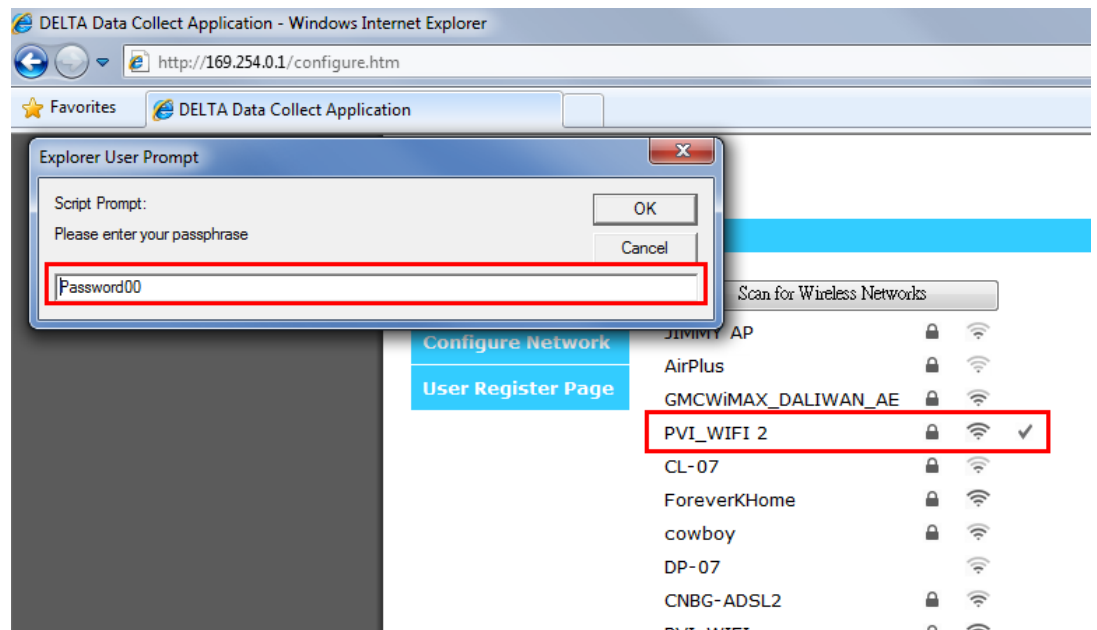 DELTA Data Collect Application - Windows Internet Explorer
http://169.254.0.1/configure.htm
Favorites
DELTA Data Collect Application
Explorer User Prompt
Script Prompt:
OK
Please enter your passphrase
Cancel
Password00
Scan for Wireless Networks
Configure Network
User Register Page
JIMMY AP
AirPlus
GMCWiMAX_DALIWAN_AE
PVI_WIFI 2
CL-07
ForeverKHome
cowboy
DP-07
CNBG-ADSL2